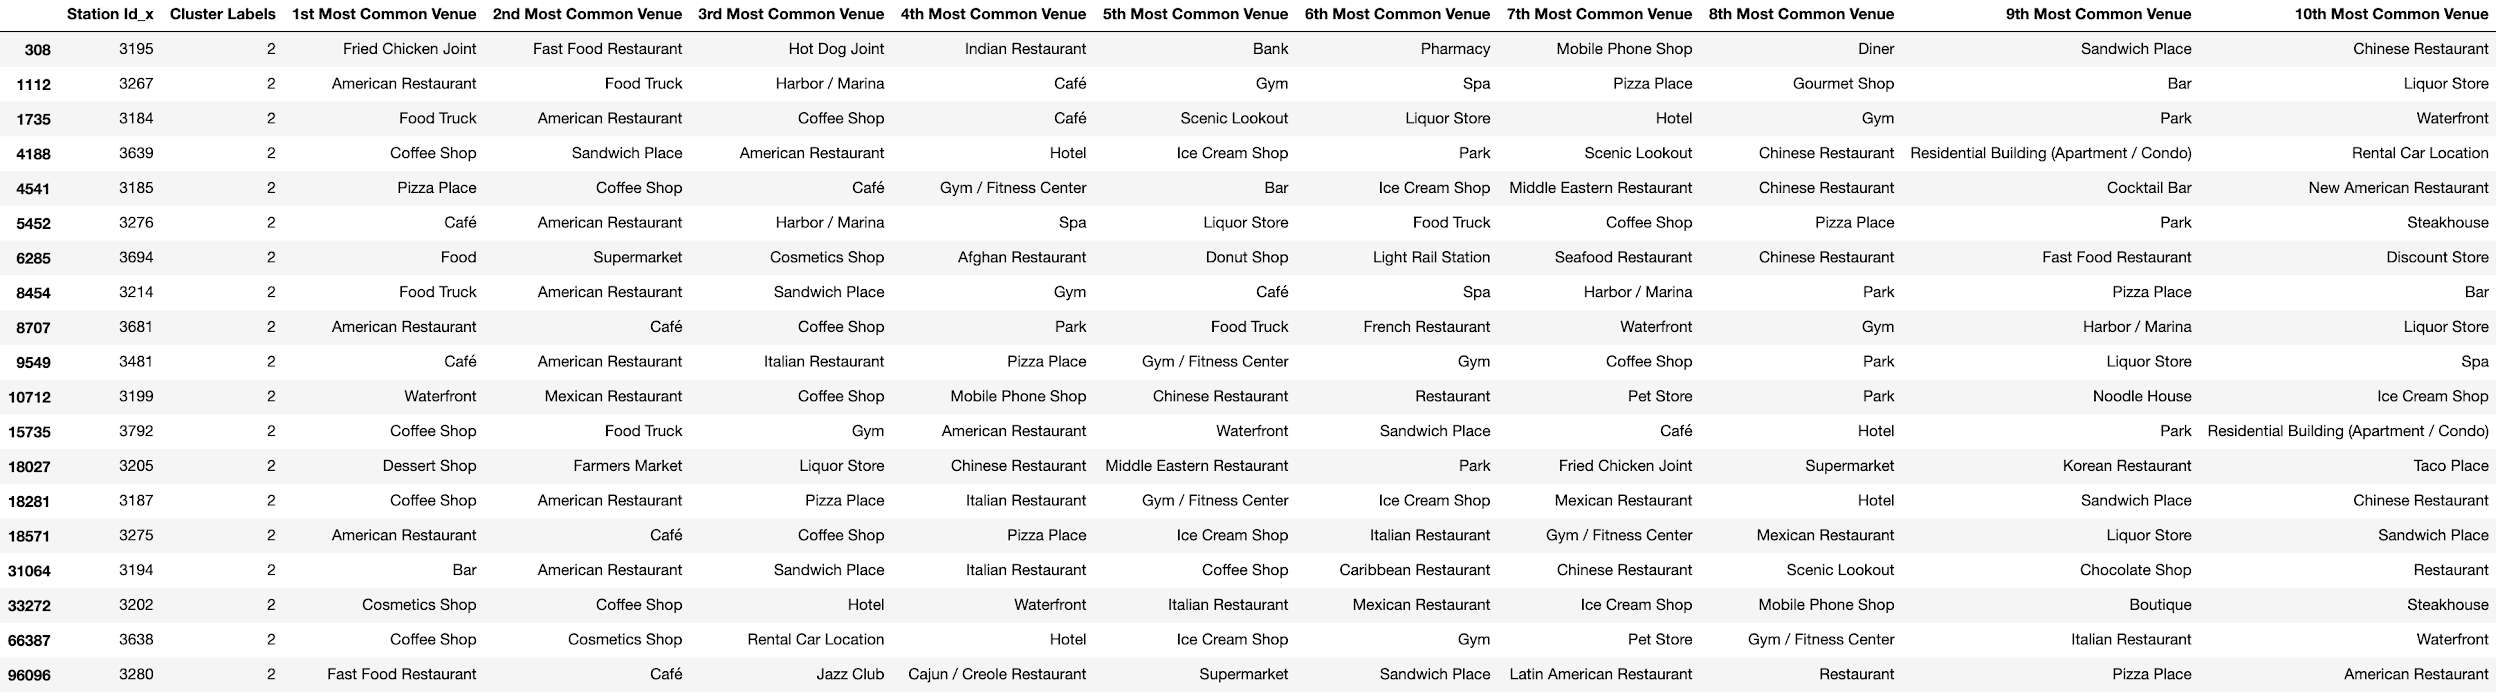 Station Id_x Cluster Labels 1st Most Common Venue 2nd Most Common Venue 3rd Most Common Venue 4th Most Common Venue 5th Most Common Venue 6th Most Common Venue 7th Most Common Venue 8th Most Common Venue 9th Most Common Venue 10th Most Common Venue
308 3195 2 Fried Chicken Joint Fast Food Restaurant Hot Dog Joint Indian Restaurant Bank Pharmacy Mobile Phone Shop Diner Sandwich Place Chinese Restaurant
1112 3267 2 American Restaurant Food Truck Harbor / Marina Café Gym Spa Pizza Place Gourmet Shop Bar Liquor Store
1735 3184 2 Food Truck American Restaurant Coffee Shop Café Scenic Lookout Liquor Store Hotel Gym Park Waterfront
4188 3639 2 Coffee Shop Sandwich Place American Restaurant Hotel Ice Cream Shop Park Scenic Lookout Chinese Restaurant Residential Building (Apartment / Condo) Rental Car Location
4541 3185 2 Pizza Place Coffee Shop Café Gym / Fitness Center Bar Ice Cream Shop Middle Eastern Restaurant Chinese Restaurant Cocktail Bar New American Restaurant
5452 3276 2 Café American Restaurant Harbor / Marina Spa Liquor Store Food Truck Coffee Shop Pizza Place Park Steakhouse
6285 3694 2 Food Supermarket Cosmetics Shop Afghan Restaurant Donut Shop Light Rail Station Seafood Restaurant Chinese Restaurant Fast Food Restaurant Discount Store
8454 3214 2 Food Truck American Restaurant Sandwich Place Gym Café Spa Harbor / Marina Park Pizza Place Bar
8707 3681 2 American Restaurant Café Coffee Shop Park Food Truck French Restaurant Waterfront Gym Harbor / Marina Liquor Store
9549 3481 2 Café American Restaurant Italian Restaurant Pizza Place Gym / Fitness Center Gym Coffee Shop Park Liquor Store Spa
10712 3199 2 Waterfront Mexican Restaurant Coffee Shop Mobile Phone Shop Chinese Restaurant Restaurant Pet Store Park Noodle House Ice Cream Shop
15735 3792 2 Coffee Shop Food Truck Gym American Restaurant Waterfront Sandwich Place Café Hotel Park Residential Building (Apartment / Condo)
18027 3205 2 Dessert Shop Farmers Market Liquor Store Chinese Restaurant Middle Eastern Restaurant Park Fried Chicken Joint Supermarket Korean Restaurant Taco Place
18281 3187 2 Coffee Shop American Restaurant Pizza Place Italian Restaurant Gym / Fitness Center Ice Cream Shop Mexican Restaurant Hotel Sandwich Place Chinese Restaurant
18571 3275 2 American Restaurant Café Coffee Shop Pizza Place Ice Cream Shop Italian Restaurant Gym / Fitness Center Mexican Restaurant Liquor Store Sandwich Place
31064 3194 2 Bar American Restaurant Sandwich Place Italian Restaurant Coffee Shop Caribbean Restaurant Chinese Restaurant Scenic Lookout Chocolate Shop Restaurant
33272 3202 2 Cosmetics Shop Coffee Shop Hotel Waterfront Italian Restaurant Mexican Restaurant Ice Cream Shop Mobile Phone Shop Boutique Steakhouse
66387 3638 2 Coffee Shop Cosmetics Shop Rental Car Location Hotel Ice Cream Shop Gym Pet Store Gym / Fitness Center Italian Restaurant Waterfront
96096 3280 2 Fast Food Restaurant Café Jazz Club Cajun / Creole Restaurant Supermarket Sandwich Place Latin American Restaurant Restaurant Pizza Place American Restaurant